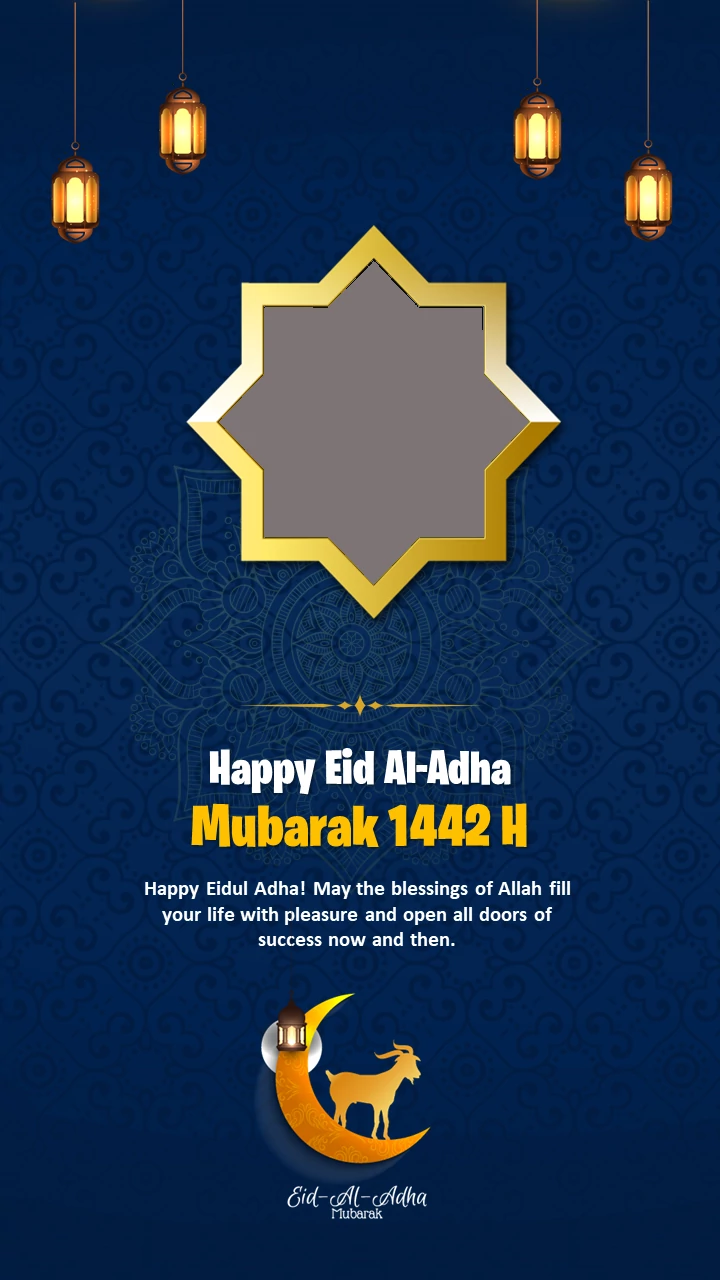 Happy Eid Al-Adha
Mubarak 1442 H
Happy Eidul Adha! May the blessings of Allah fill
your life with pleasure and open all doors of
success now and then.
Eid-Al-Adha
Mubarak